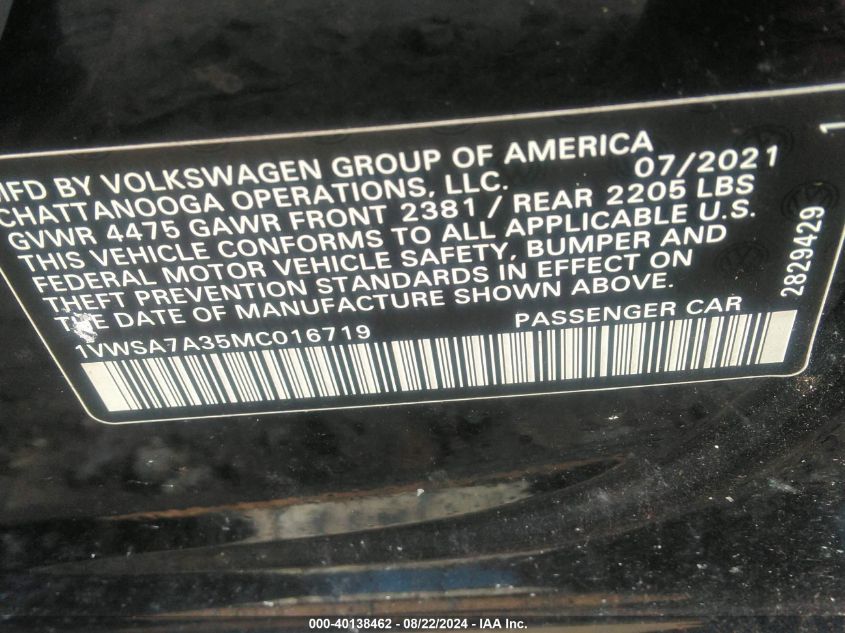 MFD BY VOLKSWAGEN GROUP OF AMERICA
CHATTANOOGA OPERATIONS, LLC. 07/2021
GVWR 4475 GAWR FRONT 2381 / REAR 2205 LBS
THIS VEHICLE CONFORMS TO ALL APPLICABLE U.S.
FEDERAL MOTOR VEHICLE SAFETY, BUMPER AND
THEFT PREVENTION STANDARDS IN EFFECT ON
THE DATE OF MANUFACTURE SHOWN ABOVE.
1VWSA7A35MC016719 PASSENGER CAR
2829429
1
000-40138462 - 08/22/2024 - IAA Inc.